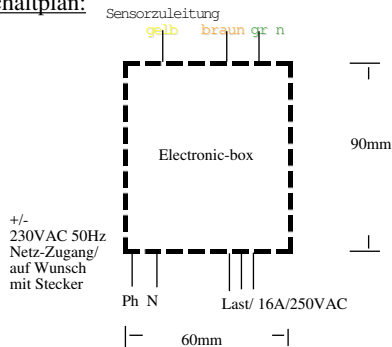 chaltplan:
Sensorzuleitung
gelb braun gr n
Electronic-box
90mm
+/-
230VAC 50Hz
Netz-Zugang/
auf Wunsch
mit Stecker
Ph N
Last/ 16A/250VAC
60mm